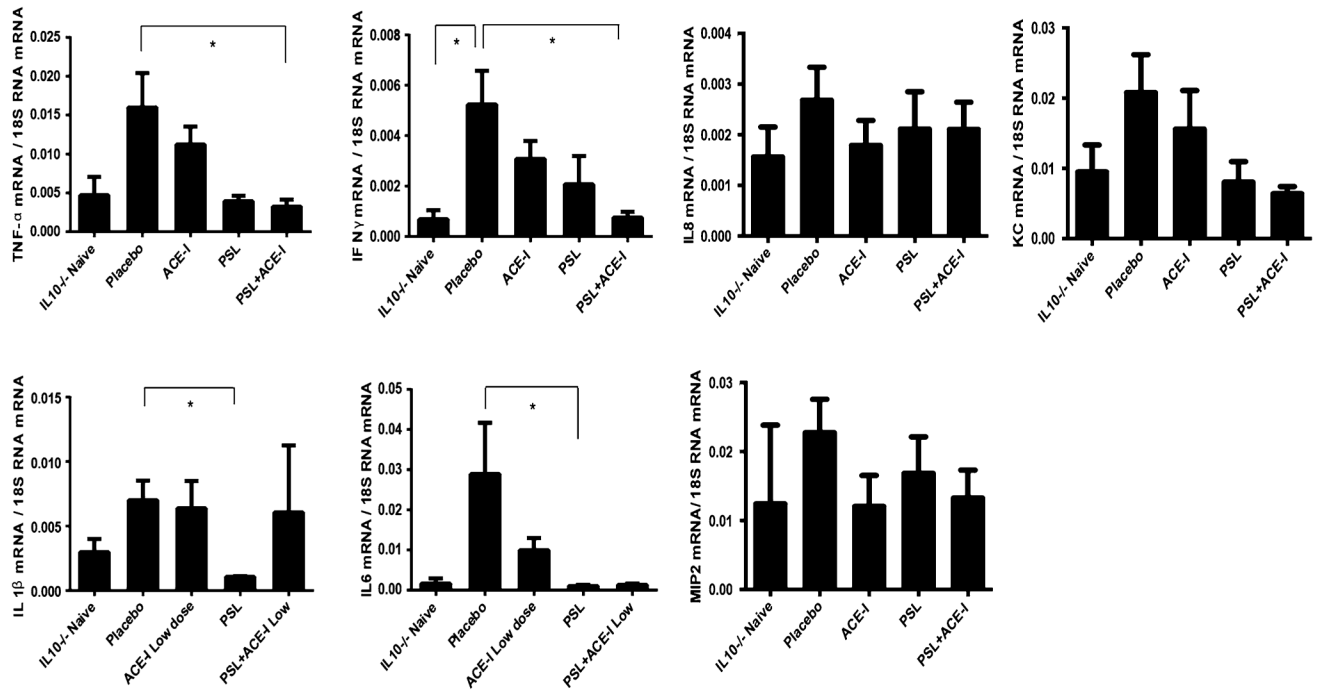 TNF-α mRNA / 18S RNA mRNA
0.025
0.020
0.015
0.010
0.005
0.000
*
IL10-/- Naive
Placebo
ACE-I
PSL
PSL+ACE-I
IFNγ mRNA / 18S RNA mRNA
0.008
0.006
0.004
0.002
0.000
*
*
IL10-/- Naive
Placebo
ACE-I
PSL
PSL+ACE-I
IL8 mRNA / 18S RNA mRNA
0.004
0.003
0.002
0.001
0.000
IL10-/- Naive
Placebo
ACE-I
PSL
PSL+ACE-I
KC mRNA / 18S RNA mRNA
0.03
0.02
0.01
0.00
IL10-/- Naive
Placebo
ACE-I
PSL
PSL+ACE-I
IL 1β mRNA / 18S RNA mRNA
0.015
0.010
0.005
0.000
*
IL10-/- Naive
Placebo
ACE-I Low dose
PSL
PSL+ACE-I Low
IL6 mRNA / 18S RNA mRNA
0.05
0.04
0.03
0.02
0.01
0.00
*
IL10-/- Naive
Placebo
ACE-I Low dose
PSL
PSL+ACE-I Low
MIP2 mRNA/ 18S RNA mRNA
0.03
0.02
0.01
0.00
IL10-/- Naive
Placebo
ACE-I
PSL
PSL+ACE-I